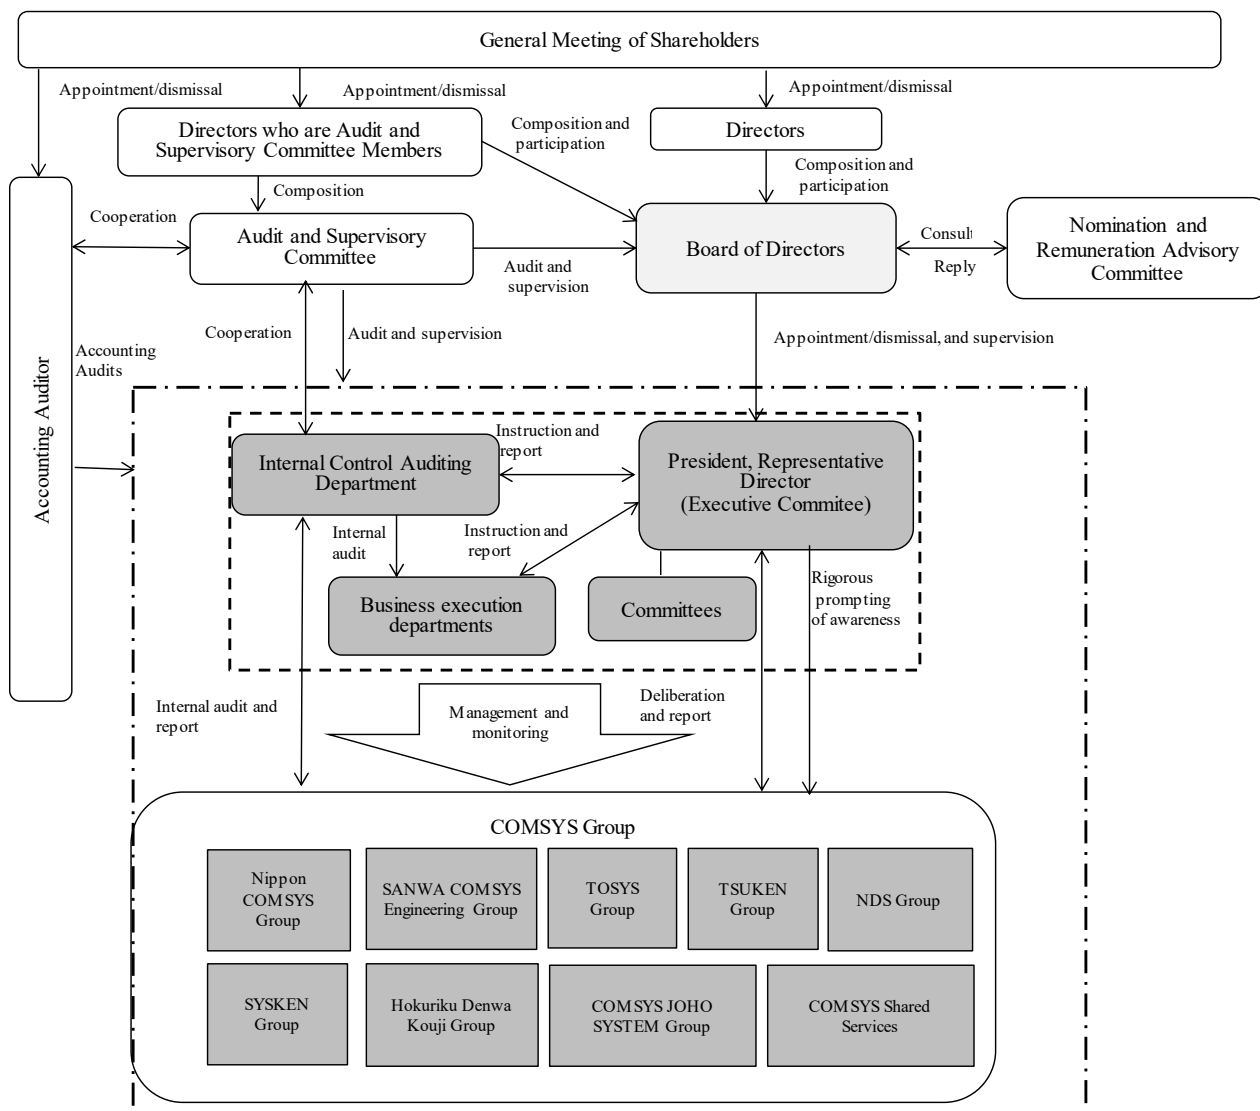 General Meeting of Shareholders
Appointment/dismissal
Appointment/dismissal
Appointment/dismissal
Directors who are Audit and
Supervisory Committee Members
Composition and
participation
Directors
Composition and
participation
Composition
Cooperation
Audit and Supervisory
Committee
Audit and
supervision
Board of Directors
Consult
Reply
Nomination and
Remuneration Advisory
Committee
Cooperation
Audit and supervision
Appointment/dismissal, and supervision
Accounting
Audits
Accounting Auditor
Internal Control Auditing
Department
Instruction and
report
President, Representative
Director
(Executive Commitee)
Internal
audit
Instruction and
report
Business execution
departments
Committees
Rigorous
prompting
of awareness
Internal audit and
report
Management and
monitoring
Deliberation
and report
COMSYS Group
Nippon
COMSYS
Group
SANWA COMSYS
Engineering Group
TOSYS
Group
TSUKEN
Group
NDS Group
SYSKEN
Group
Hokuriku Denwa
Kouji Group
COMSYS JOHO
SYSTEM Group
COMSYS Shared
Services